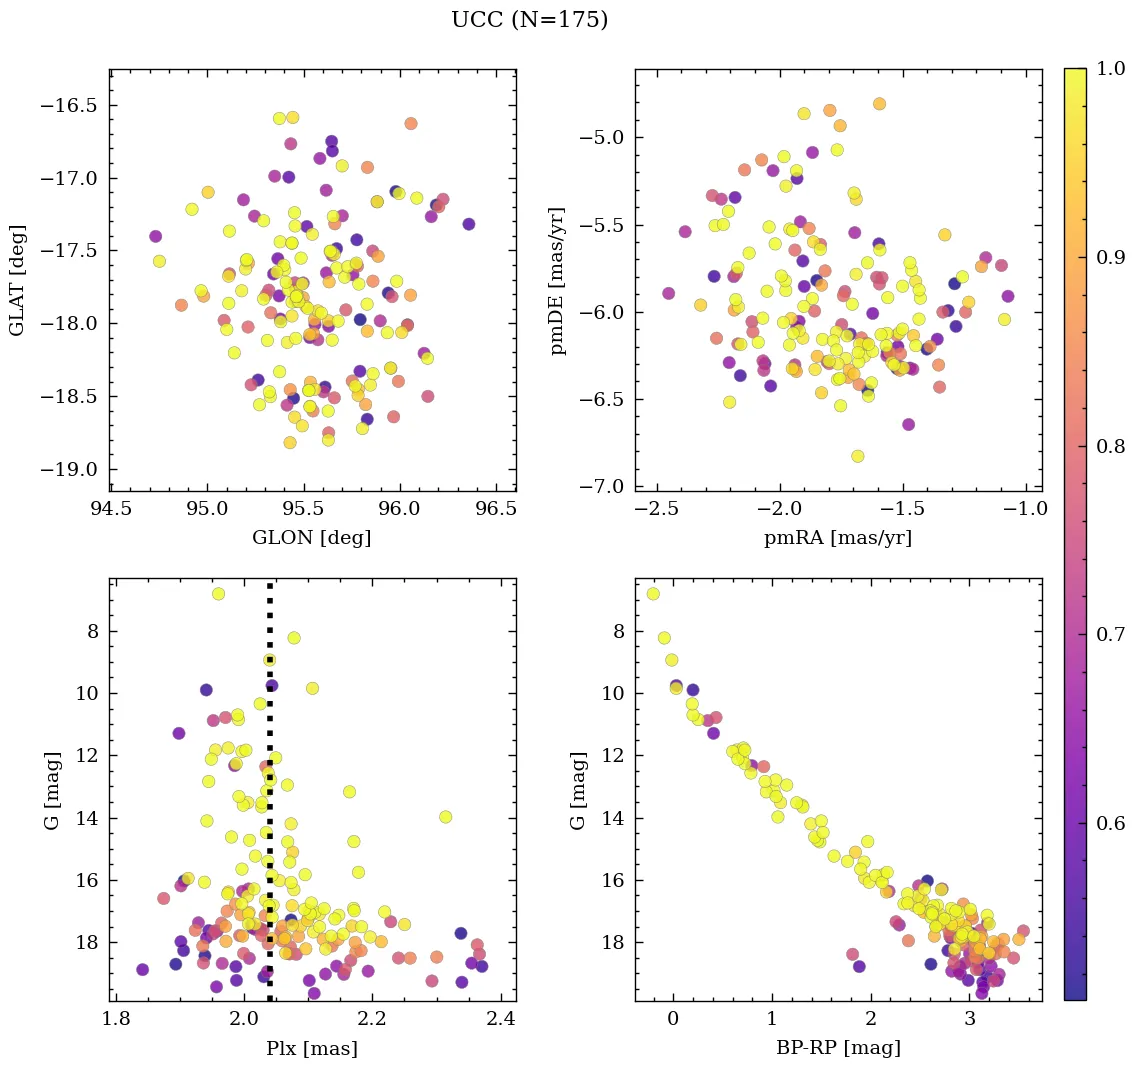 UCC (N=175)
−16.5
−17.0
−17.5
−18.0
−18.5
−19.0
GLAT [deg]
94.5 95.0 95.5 96.0 96.5
GLON [deg]
−5.0
−5.5
−6.0
−6.5
−7.0
pmDE [mas/yr]
−2.5 −2.0 −1.5 −1.0
pmRA [mas/yr]
1.0
0.9
0.8
0.7
0.6
8
10
12
14
16
18
G [mag]
1.8 2.0 2.2 2.4
Plx [mas]
8
10
12
14
16
18
G [mag]
0 1 2 3
BP-RP [mag]